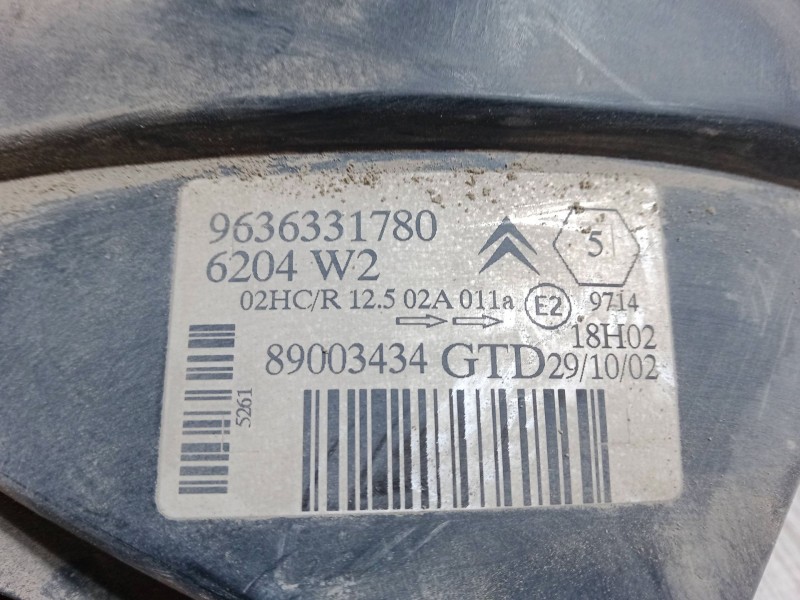 9636331780
5
6204 W2
02HC/R 12.5 02A 011a E2 9714
18H02
89003434 GTD 29/10/02
5261